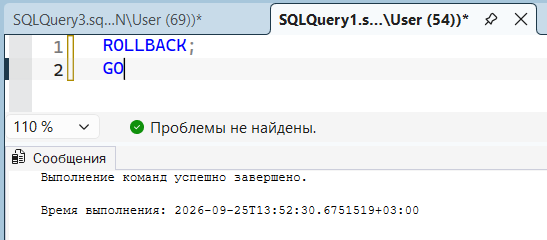 SQLQuery3.sq...N\User (69))*
SQLQuery1.s...\User (54))*
1 ROLLBACK;
2 GO
110 %
Проблемы не найдены.
Сообщения
Выполнение команд успешно завершено.
Время выполнения: 2026-09-25T13:52:30.6751519+03:00